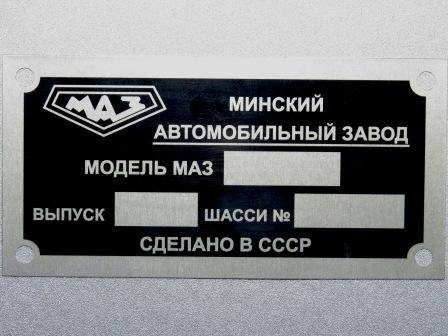 МАЗ
МИНСКИЙ
АВТОМОБИЛЬНЫЙ ЗАВОД
МОДЕЛЬ МАЗ
ВЫПУСК ШАССИ №
СДЕЛАНО В СССР